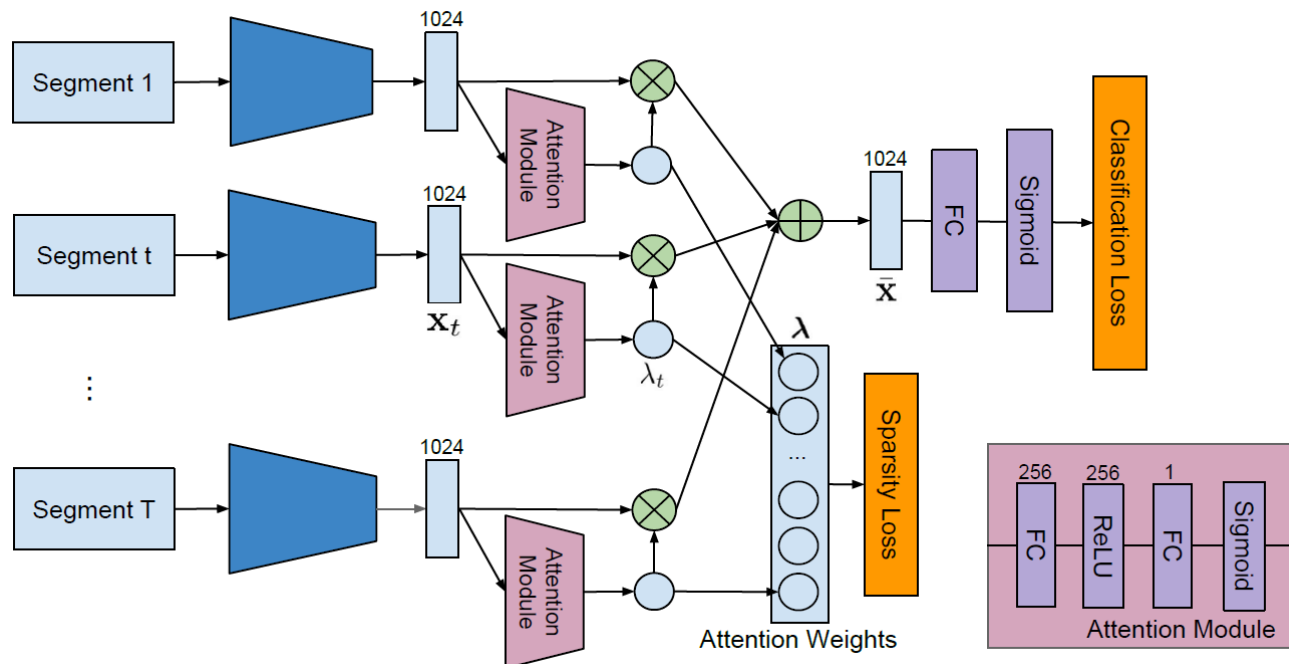 Segment 1
1024
Attention
Module
Segment t
1024
x_t
Attention
Module
λ_t
⋮
Segment T
1024
Attention
Module
1024
x̄
FC
Sigmoid
Classification Loss
λ
...
Attention Weights
Sparsity Loss
256
FC
256
ReLU
1
FC
Sigmoid
Attention Module